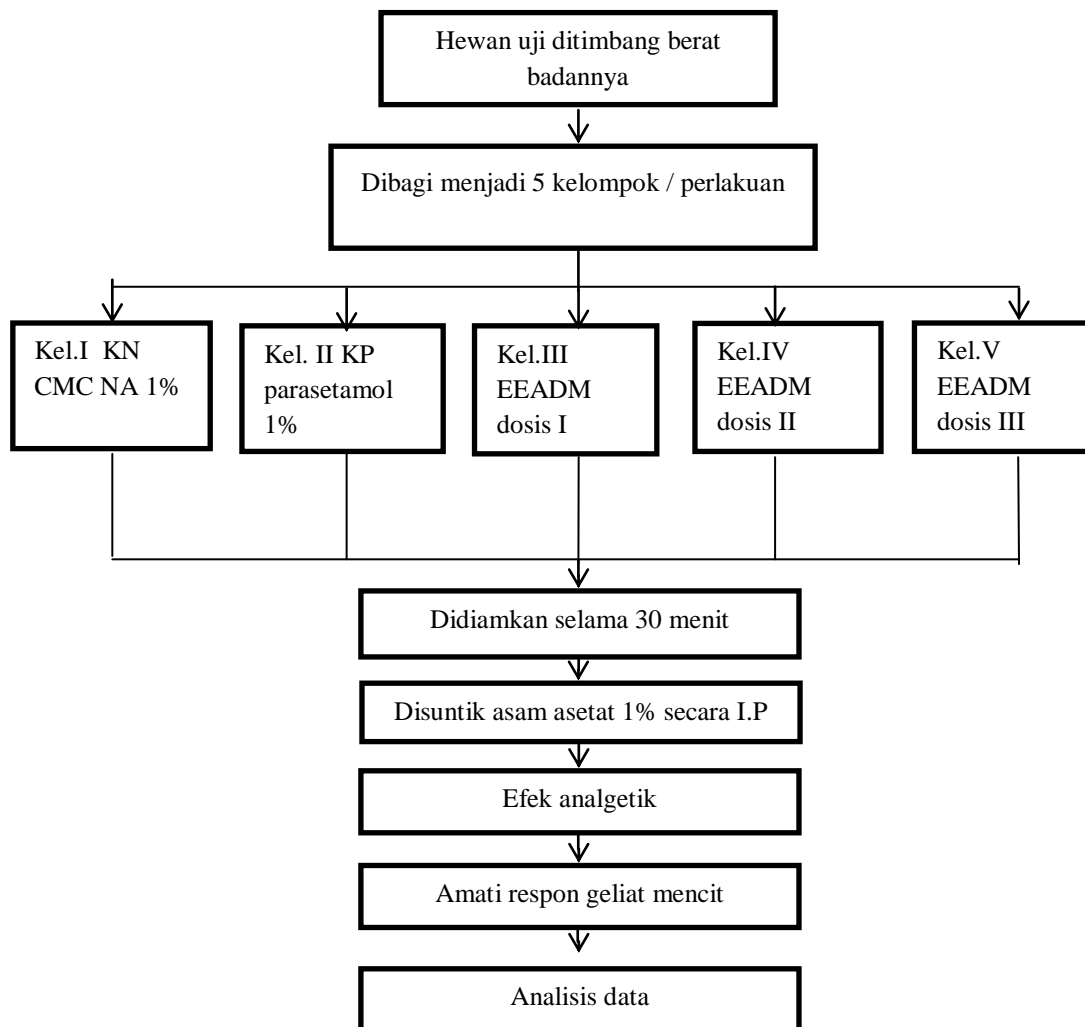 Hewan uji ditimbang berat
badannya
Dibagi menjadi 5 kelompok / perlakuan
Kel.I  KN
CMC NA 1%
Kel. II KP
parasetamol
1%
Kel.III
EEADM
dosis I
Kel.IV
EEADM
dosis II
Kel.V
EEADM
dosis III
Didiamkan selama 30 menit
Disuntik asam asetat 1% secara I.P
Efek analgetik
Amati respon geliat mencit
Analisis data